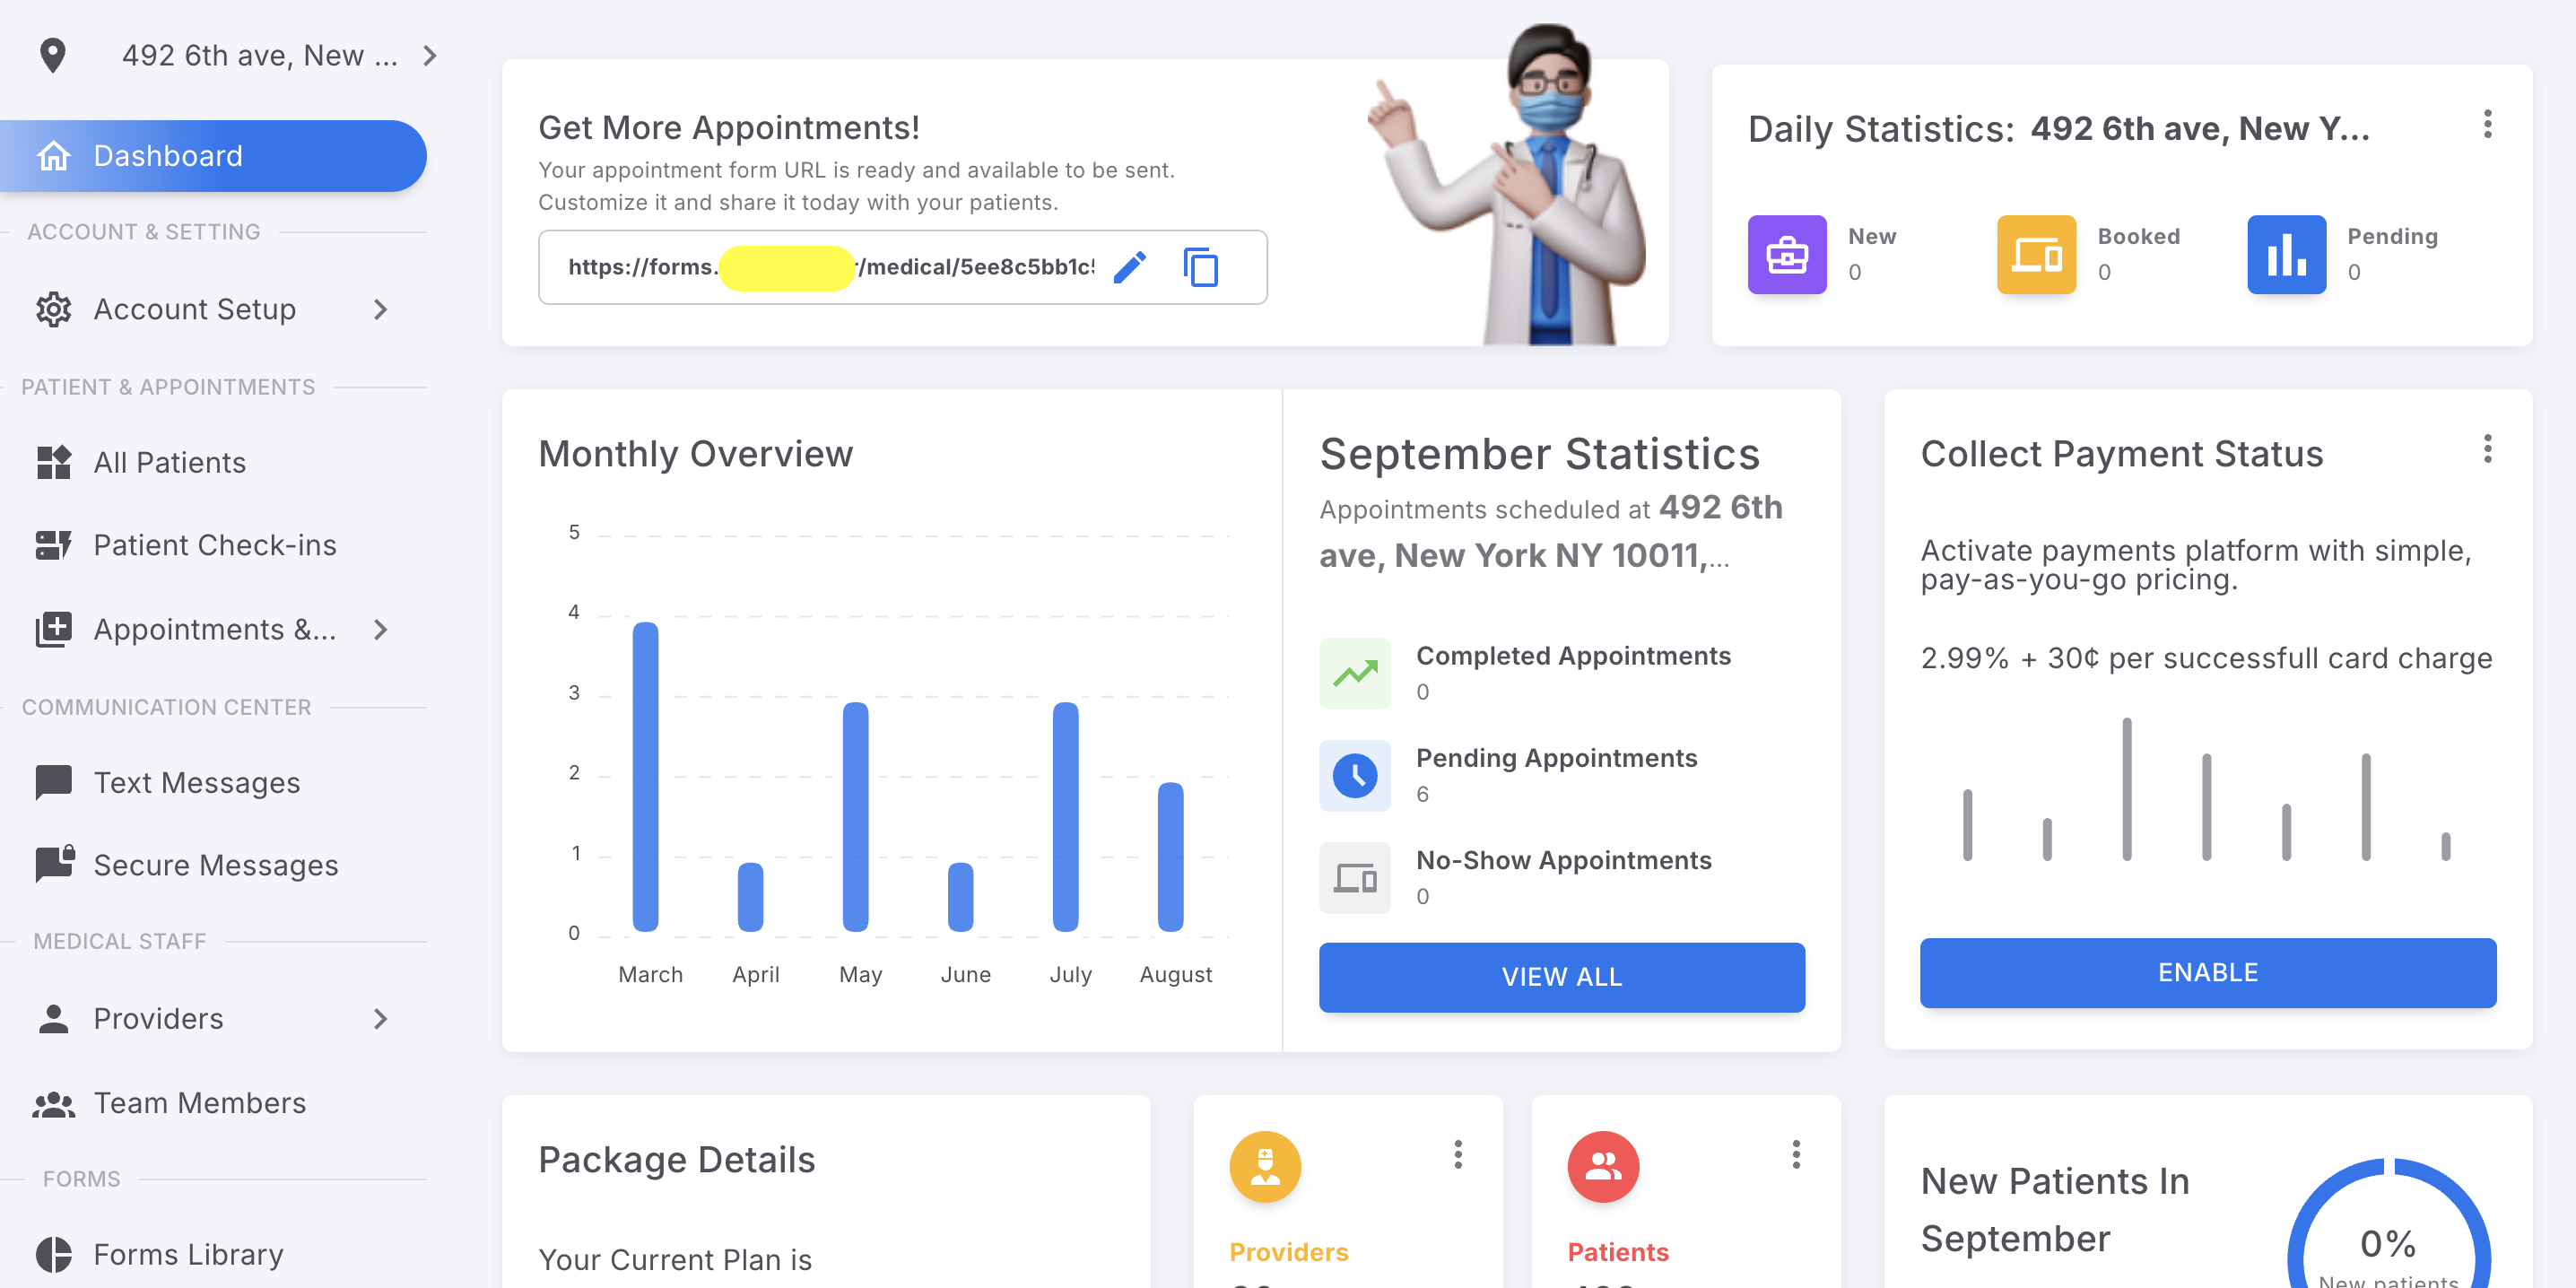 492 6th ave, New ...
Dashboard
ACCOUNT & SETTING
Account Setup
PATIENT & APPOINTMENTS
All Patients
Patient Check-ins
Appointments &...
COMMUNICATION CENTER
Text Messages
Secure Messages
MEDICAL STAFF
Providers
Team Members
FORMS
Forms Library
Get More Appointments!
Your appointment form URL is ready and available to be sent.
Customize it and share it today with your patients.
https://forms. /medical/5ee8c5bb1c
Daily Statistics: 492 6th ave, New Y...
New
0
Booked
0
Pending
0
Monthly Overview
5
4
3
2
1
0
March April May June July August
September Statistics
Appointments scheduled at 492 6th
ave, New York NY 10011,...
Completed Appointments
0
Pending Appointments
6
No-Show Appointments
0
VIEW ALL
Collect Payment Status
Activate payments platform with simple,
pay-as-you-go pricing.
2.99% + 30¢ per successfull card charge
ENABLE
Package Details
Your Current Plan is
Providers
Patients
New Patients In
September
0%
New patients